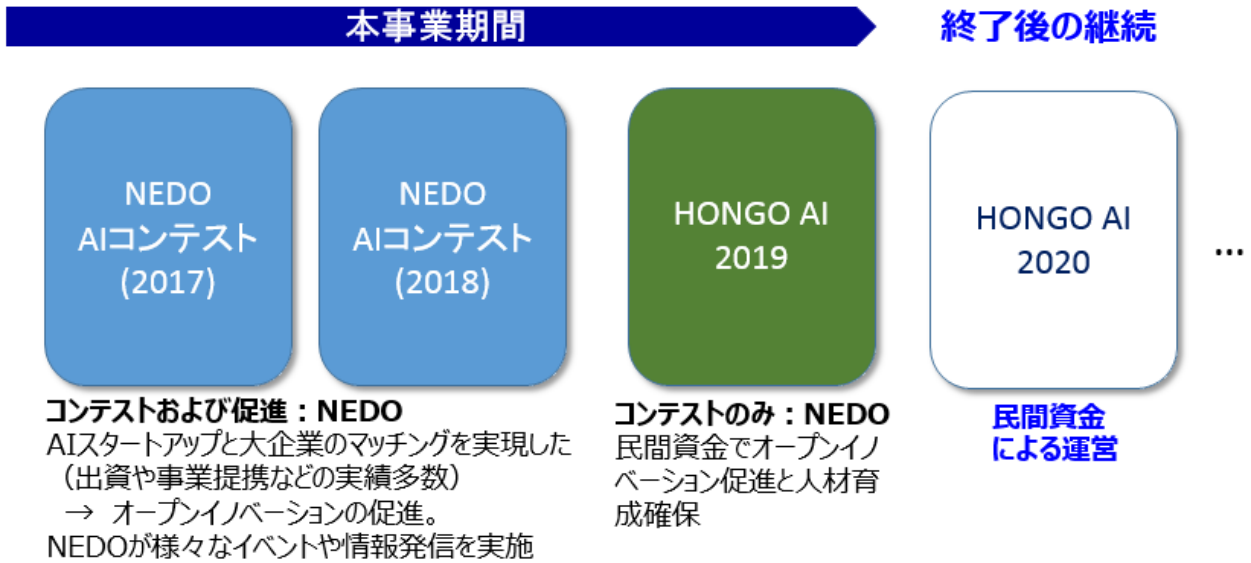 本事業期間
終了後の継続
NEDO
AIコンテスト
(2017)
NEDO
AIコンテスト
(2018)
HONGO AI
2019
HONGO AI
2020
...
コンテストおよび促進：NEDO
AIスタートアップと大企業のマッチングを実現した
（出資や事業提携などの実績多数）
→ オープンイノベーションの促進。
NEDOが様々なイベントや情報発信を実施
コンテストのみ：NEDO
民間資金でオープンイノ
ベーション促進と人材育
成確保
民間資金
による運営